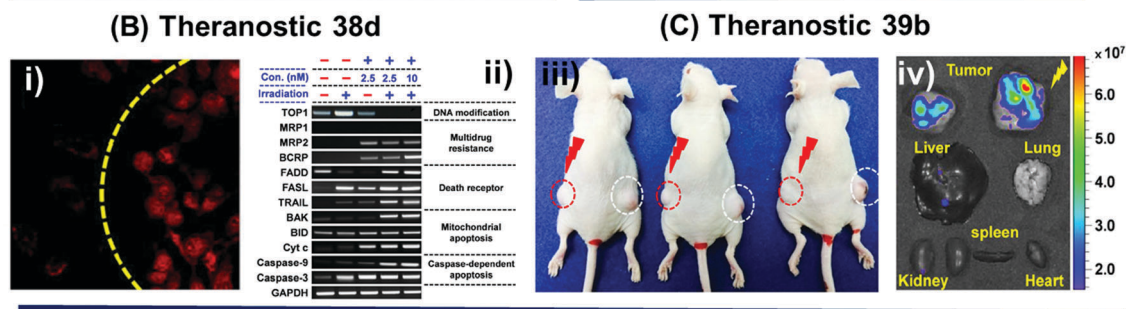 (B) Theranostic 38d
(C) Theranostic 39b
i)
− − + + +
Con. (nM) − − 2.5 2.5 10
Irradiation − + − + +
ii)
TOP1
MRP1
MRP2
BCRP
FADD
FASL
TRAIL
BAK
BID
Cyt c
Caspase-9
Caspase-3
GAPDH
DNA modification
Multidrug
resistance
Death receptor
Mitochondrial
apoptosis
Caspase-dependent
apoptosis
iii)
iv)
Tumor
Liver
Lung
spleen
Kidney
Heart
x10⁷
6.0
5.0
4.0
3.0
2.0